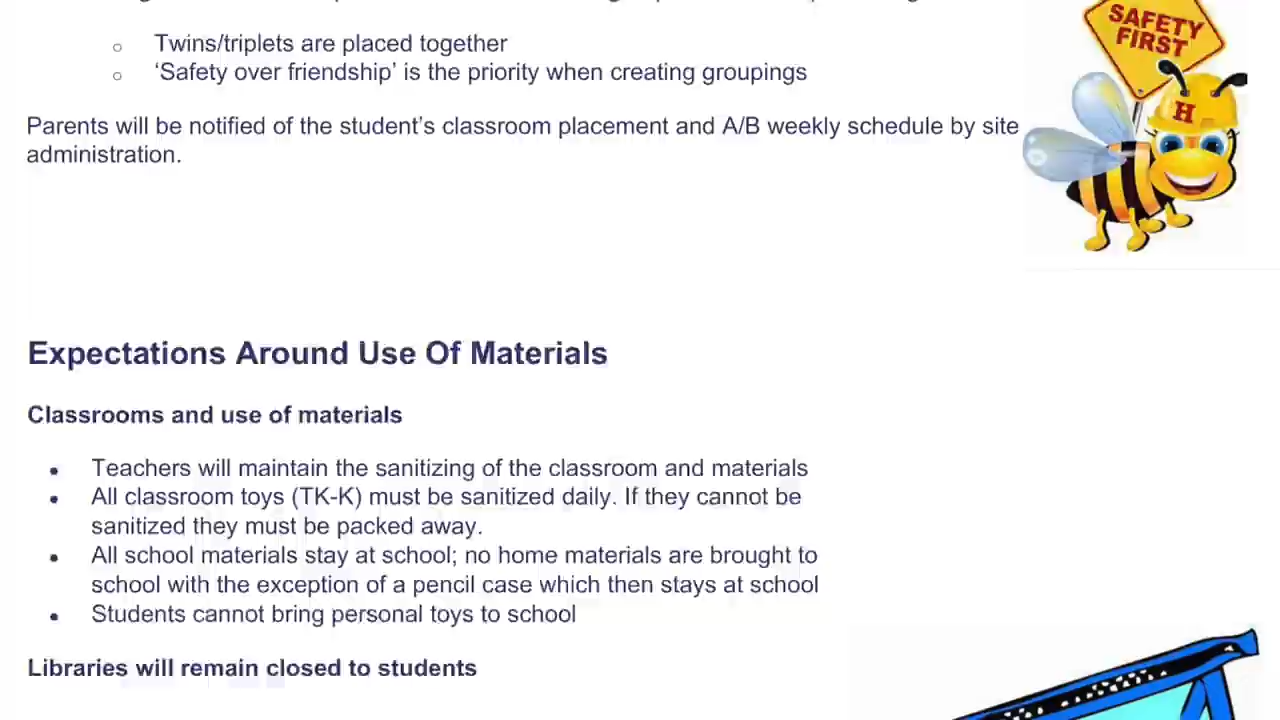 Twins/triplets are placed together
‘Safety over friendship’ is the priority when creating groupings
Parents will be notified of the student’s classroom placement and A/B weekly schedule by site
administration.
SAFETY
FIRST
H
Expectations Around Use Of Materials
Classrooms and use of materials
Teachers will maintain the sanitizing of the classroom and materials
All classroom toys (TK-K) must be sanitized daily. If they cannot be
sanitized they must be packed away.
All school materials stay at school; no home materials are brought to
school with the exception of a pencil case which then stays at school
Students cannot bring personal toys to school
Libraries will remain closed to students